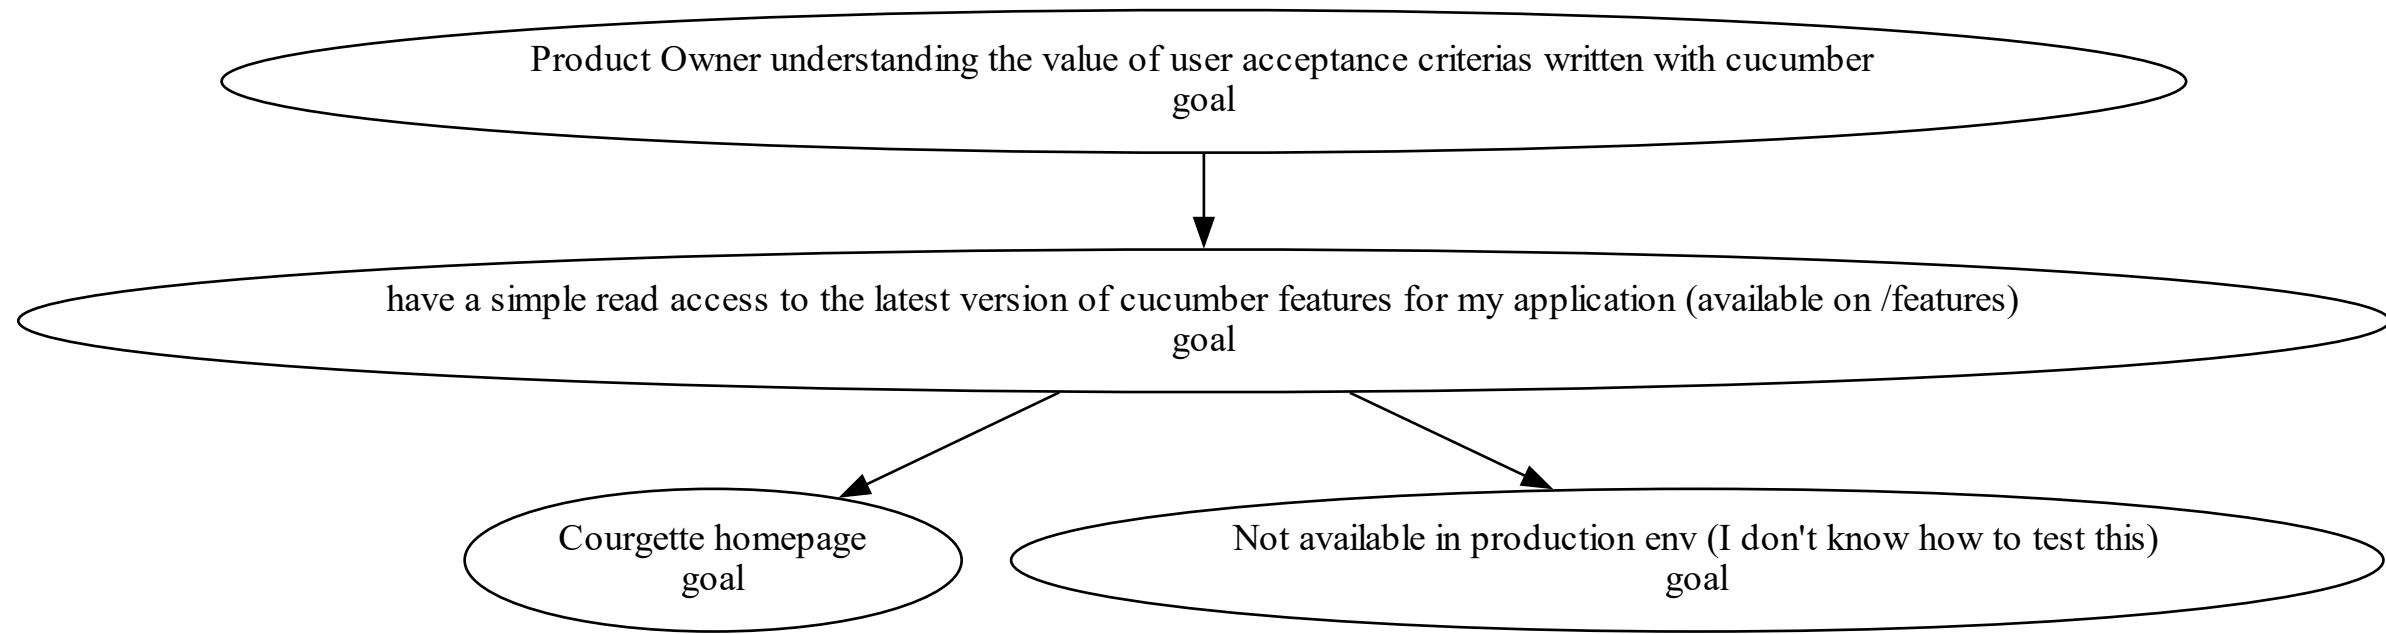 Product Owner understanding the value of user acceptance criterias written with cucumber
goal
have a simple read access to the latest version of cucumber features for my application (available on /features)
goal
Courgette homepage
goal
Not available in production env (I don't know how to test this)
goal